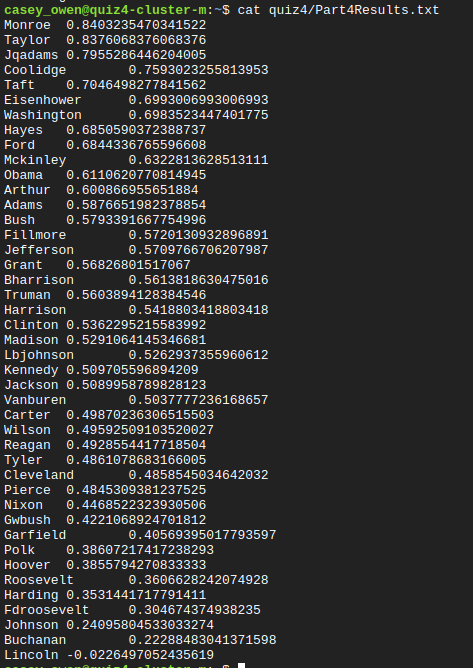 casey_owen@quiz4-cluster-m:~$ cat quiz4/Part4Results.txt
Monroe 0.8403235470341522
Taylor 0.8376068376068376
Jqadams 0.7955286446204005
Coolidge 0.7593023255813953
Taft 0.7046498277841562
Eisenhower 0.6993006993006993
Washington 0.6983523447401775
Hayes 0.6850590372388737
Ford 0.6844336765596608
Mckinley 0.6322813628513111
Obama 0.6110620770814945
Arthur 0.600866955651884
Adams 0.5876651982378854
Bush 0.5793391667754996
Fillmore 0.5720130932896891
Jefferson 0.5709766706207987
Grant 0.56826801517067
Bharrison 0.5613818630475016
Truman 0.5603894128384546
Harrison 0.5418803418803418
Clinton 0.5362295215583992
Madison 0.5291064145346681
Lbjohnson 0.5262937355960612
Kennedy 0.509705596894209
Jackson 0.5089958789828123
Vanburen 0.5037777236168657
Carter 0.49870236306515503
Wilson 0.49592509103520027
Reagan 0.4928554417718504
Tyler 0.4861078683166005
Cleveland 0.4858545034642032
Pierce 0.4845309381237525
Nixon 0.4468522323930506
Gwbush 0.4221068924701812
Garfield 0.40569395017793597
Polk 0.38607217417238293
Hoover 0.3855794270833333
Roosevelt 0.3606628242074928
Harding 0.3531441717791411
Fdroosevelt 0.304674374938235
Johnson 0.24095804533033274
Buchanan 0.22288483041371598
Lincoln -0.0226497052435619
casey_owen@quiz4-cluster-m:~$